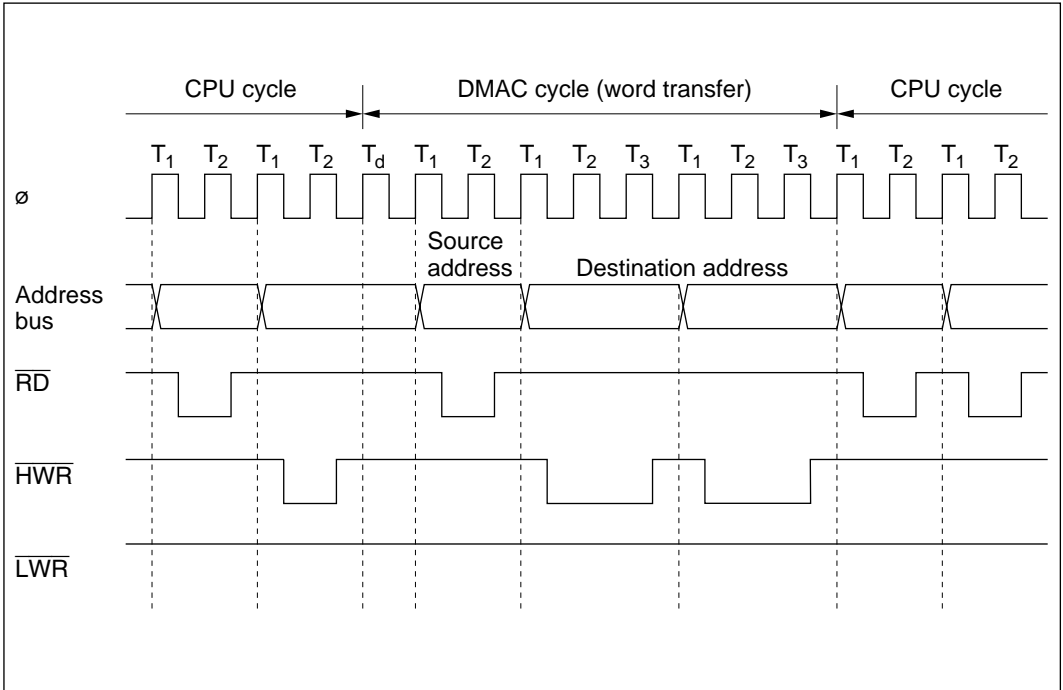 CPU cycle DMAC cycle (word transfer) CPU cycle
T1 T2 T1 T2 Td T1 T2 T1 T2 T3 T1 T2 T3 T1 T2 T1 T2
ø
Source
address Destination address
Address
bus
RD
HWR
LWR